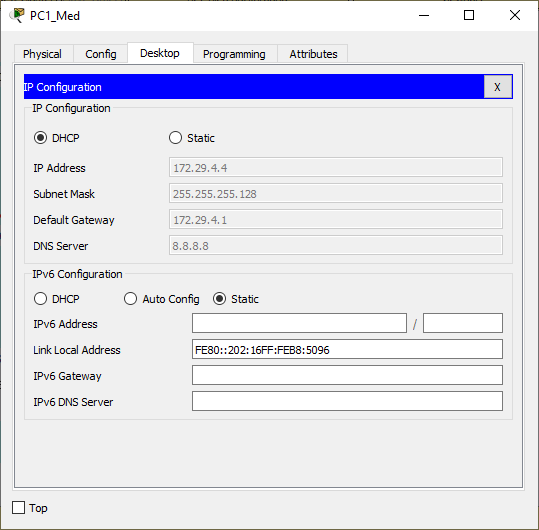 PC1_Med
Physical Config Desktop Programming Attributes
IP Configuration X
IP Configuration
DHCP Static
IP Address 172.29.4.4
Subnet Mask 255.255.255.128
Default Gateway 172.29.4.1
DNS Server 8.8.8.8
IPv6 Configuration
DHCP Auto Config Static
IPv6 Address /
Link Local Address FE80::202:16FF:FEB8:5096
IPv6 Gateway
IPv6 DNS Server
Top